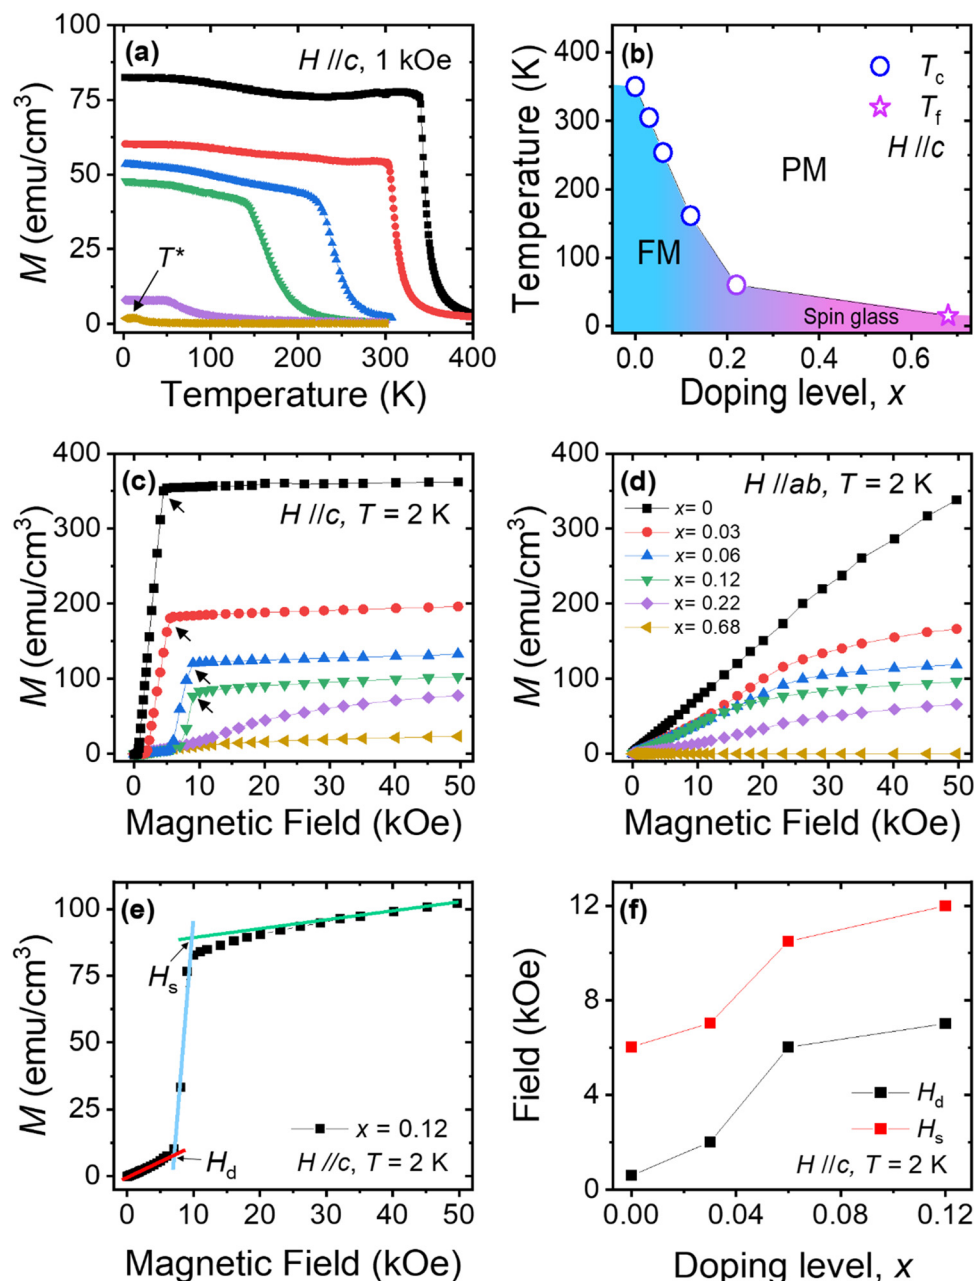 (a)
H //c, 1 kOe
T*
100
75
50
25
0
M (emu/cm³)
0
100
200
300
400
Temperature (K)
(b)
Tc
Tf
H //c
PM
FM
Spin glass
400
350
300
250
200
150
100
50
0
Temperature (K)
0.0
0.2
0.4
0.6
Doping level, x
(c)
H //c, T = 2 K
400
300
200
100
0
M (emu/cm³)
0
10
20
30
40
50
Magnetic Field (kOe)
(d)
H //ab, T = 2 K
x= 0
x= 0.03
x= 0.06
x= 0.12
x= 0.22
x= 0.68
400
300
200
100
0
M (emu/cm³)
0
10
20
30
40
50
Magnetic Field (kOe)
(e)
Hs
Hd
x = 0.12
H //c, T = 2 K
100
75
50
25
0
M (emu/cm³)
0
10
20
30
40
50
Magnetic Field (kOe)
(f)
Hd
Hs
H //c, T = 2 K
12
8
4
0
Field (kOe)
0.00
0.04
0.08
0.12
Doping level, x